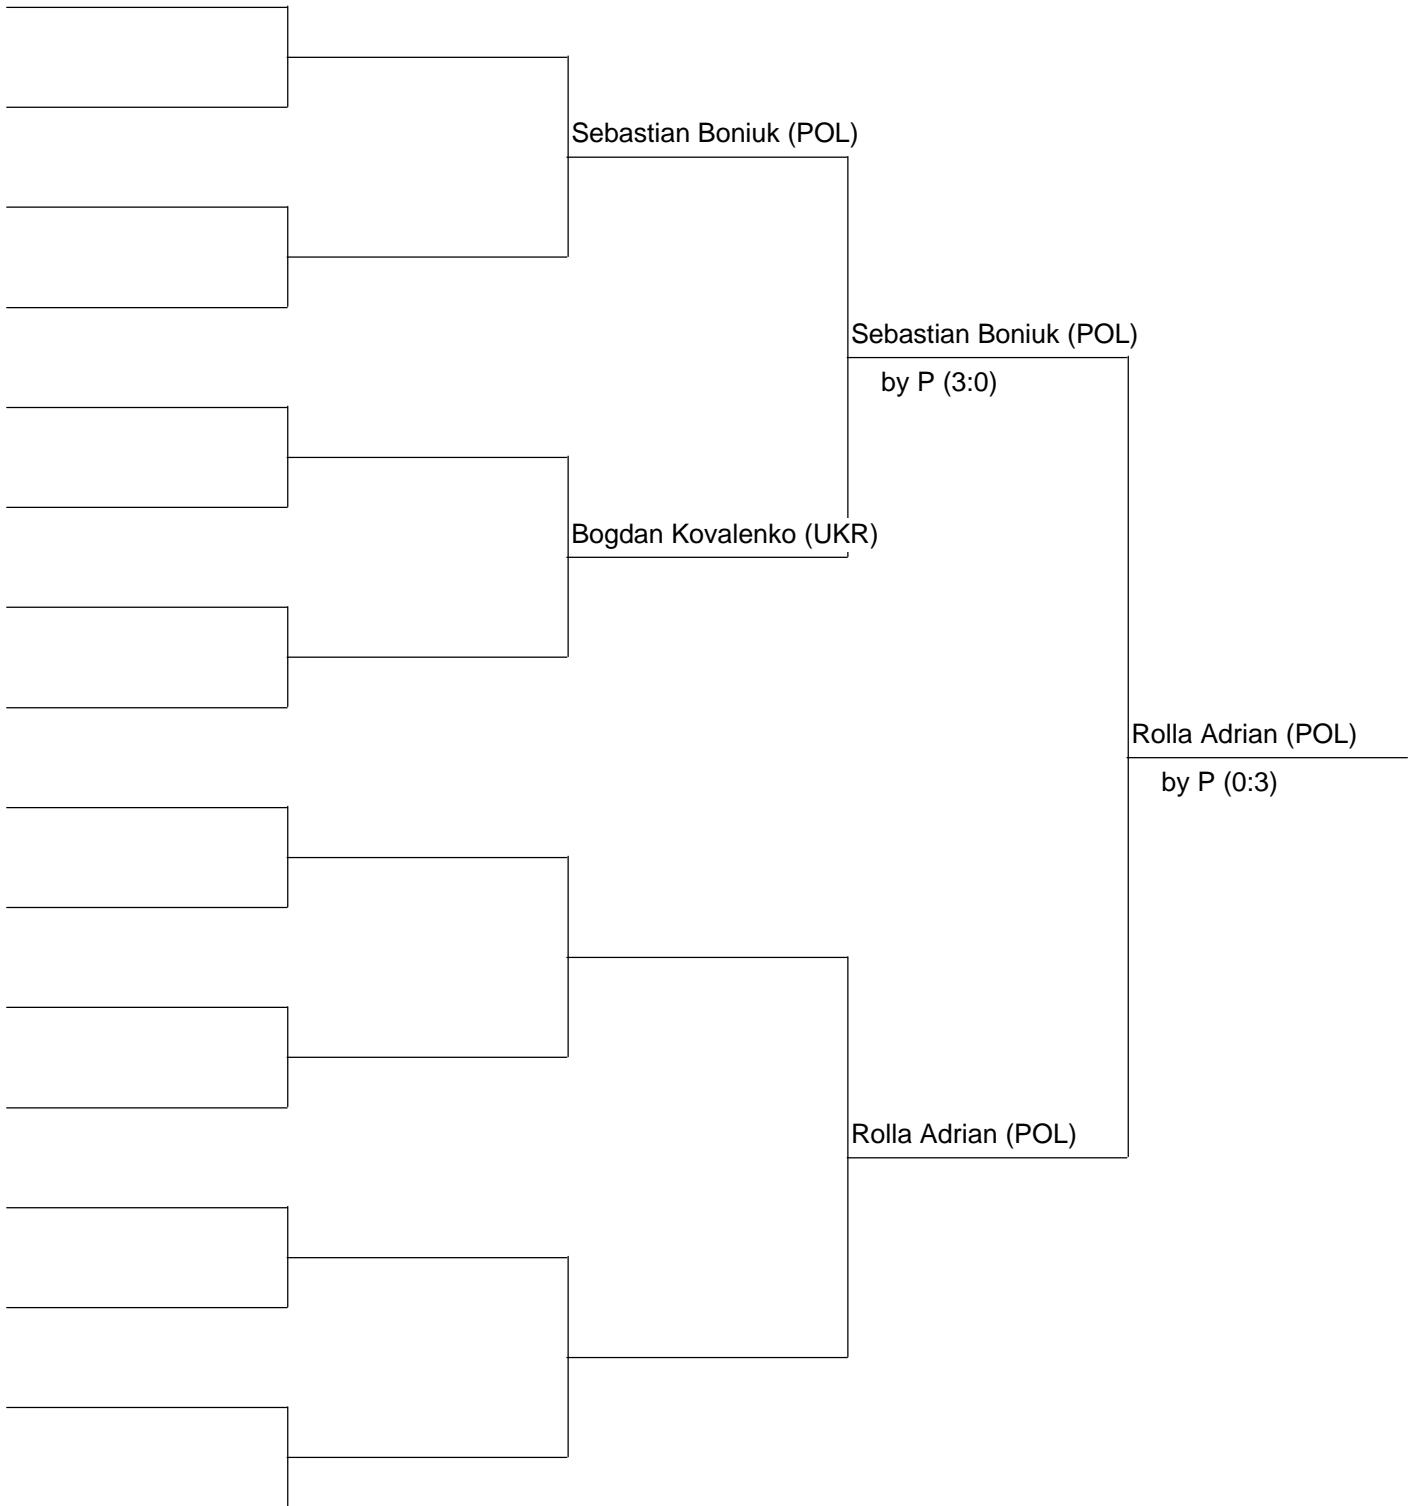 Sebastian Boniuk (POL)
Sebastian Boniuk (POL)
by P (3:0)
Bogdan Kovalenko (UKR)
Rolla Adrian (POL)
by P (0:3)
Rolla Adrian (POL)